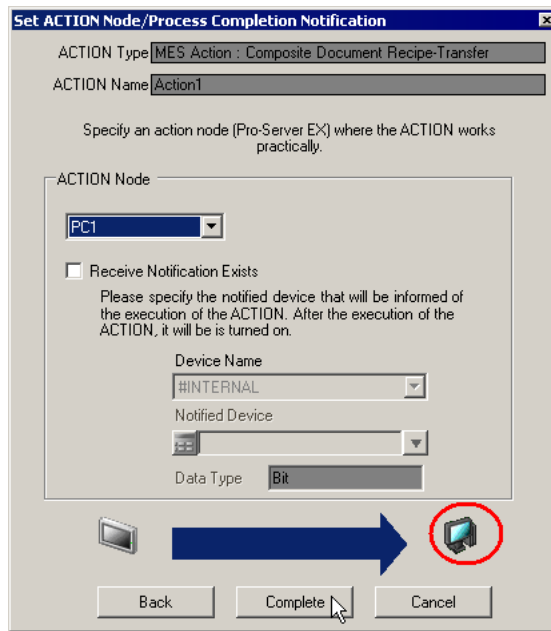 Set ACTION Node/Process Completion Notification
ACTION Type MES Action : Composite Document Recipe-Transfer
ACTION Name Action1
Specify an action node (Pro-Server EX) where the ACTION works
practically.
ACTION Node
PC1
Receive Notification Exists
Please specify the notified device that will be informed of
the execution of the ACTION. After the execution of the
ACTION, it will be is turned on.
Device Name
#INTERNAL
Notified Device
Data Type Bit
Back Complete Cancel